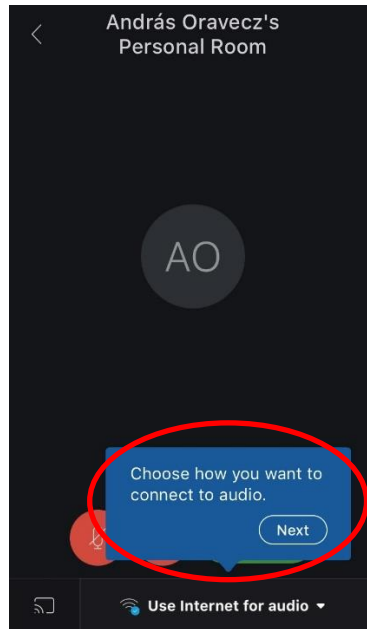 András Oravecz's
Personal Room
AO
Choose how you want to
connect to audio.
Next
Use Internet for audio